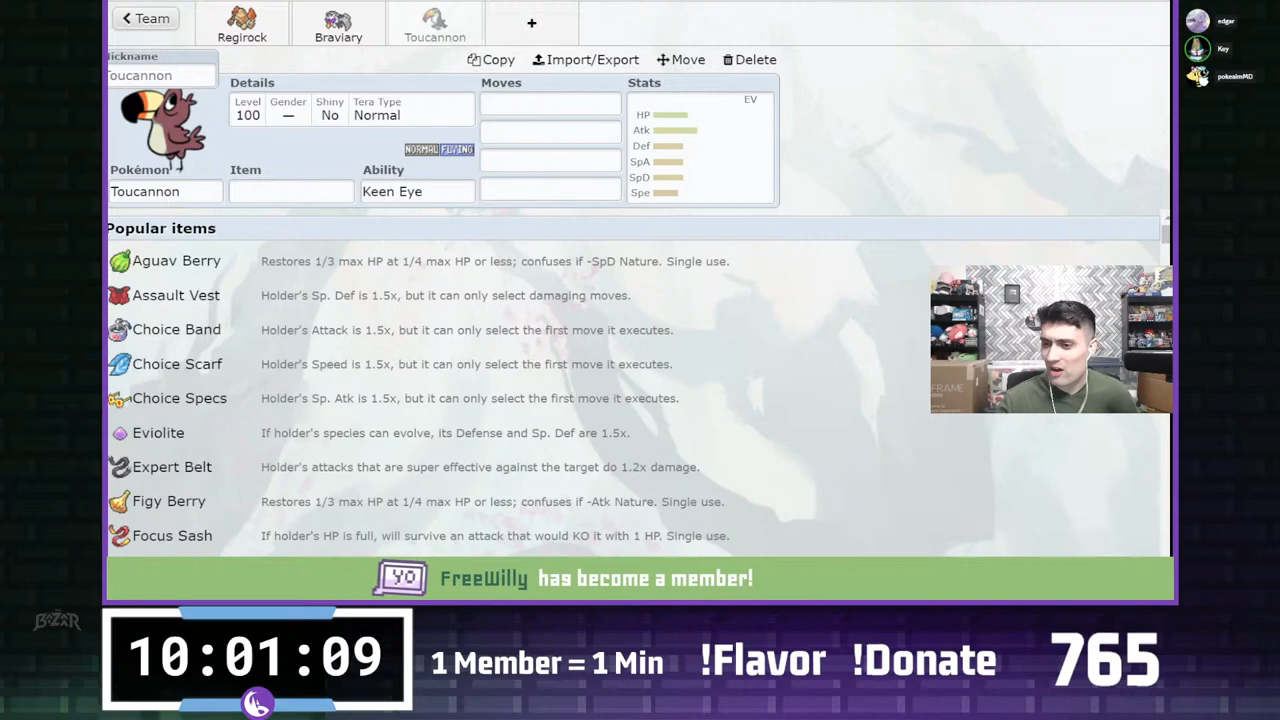 Team
Regirock
Braviary
Toucannon
+
edgar
Key
pokeaimMD
Nickname
Toucannon
Copy
Import/Export
Move
Delete
Details
Moves
Stats
Level
Gender
Shiny
Tera Type
100
—
No
Normal
EV
HP
Atk
Def
SpA
SpD
Spe
NORMAL FLYING
Pokémon
Item
Ability
Toucannon
Keen Eye
Popular items
Aguav Berry Restores 1/3 max HP at 1/4 max HP or less; confuses if -SpD Nature. Single use.
Assault Vest Holder's Sp. Def is 1.5x, but it can only select damaging moves.
Choice Band Holder's Attack is 1.5x, but it can only select the first move it executes.
Choice Scarf Holder's Speed is 1.5x, but it can only select the first move it executes.
Choice Specs Holder's Sp. Atk is 1.5x, but it can only select the first move it executes.
Eviolite If holder's species can evolve, its Defense and Sp. Def are 1.5x.
Expert Belt Holder's attacks that are super effective against the target do 1.2x damage.
Figy Berry Restores 1/3 max HP at 1/4 max HP or less; confuses if -Atk Nature. Single use.
Focus Sash If holder's HP is full, will survive an attack that would KO it with 1 HP. Single use.
YO FreeWilly has become a member!
BAZAR
10:01:09
1 Member = 1 Min !Flavor !Donate 765